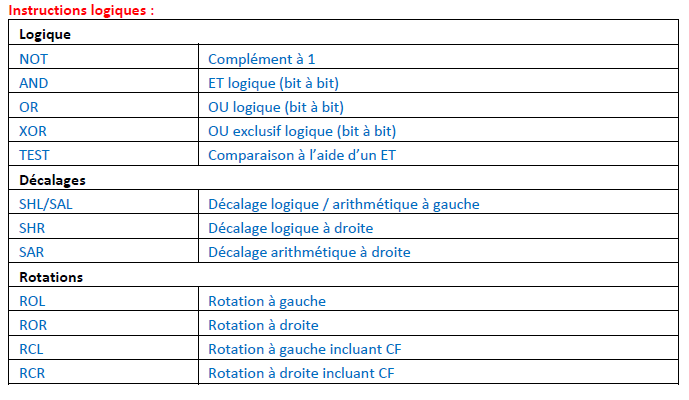 Instructions logiques :
Logique
NOT Complément à 1
AND ET logique (bit à bit)
OR OU logique (bit à bit)
XOR OU exclusif logique (bit à bit)
TEST Comparaison à l’aide d’un ET
Décalages
SHL/SAL Décalage logique / arithmétique à gauche
SHR Décalage logique à droite
SAR Décalage arithmétique à droite
Rotations
ROL Rotation à gauche
ROR Rotation à droite
RCL Rotation à gauche incluant CF
RCR Rotation à droite incluant CF